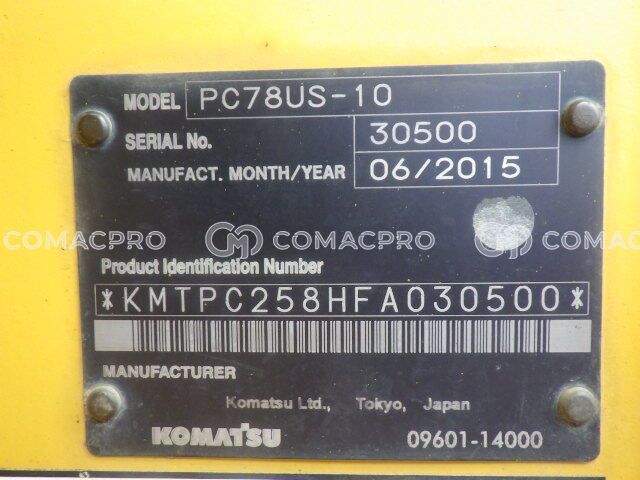 MODEL PC78US-10
SERIAL No. 30500
MANUFACT. MONTH/YEAR 06/2015
COMACPRO COMACPRO COMACPRO
Product Identification Number
*KMTPC258HFA030500*
MANUFACTURER
Komatsu Ltd., Tokyo, Japan
KOMATSU 09601-14000